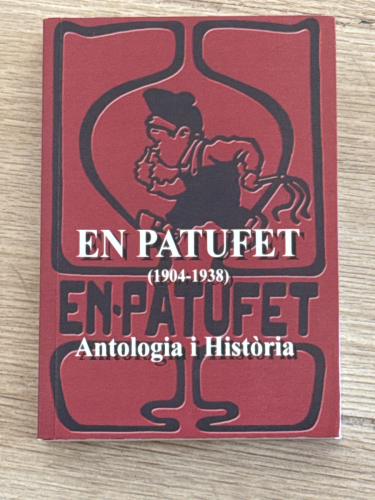 EN PATUFET
(1904-1938)
EN·PATUFET
Antologia i Història